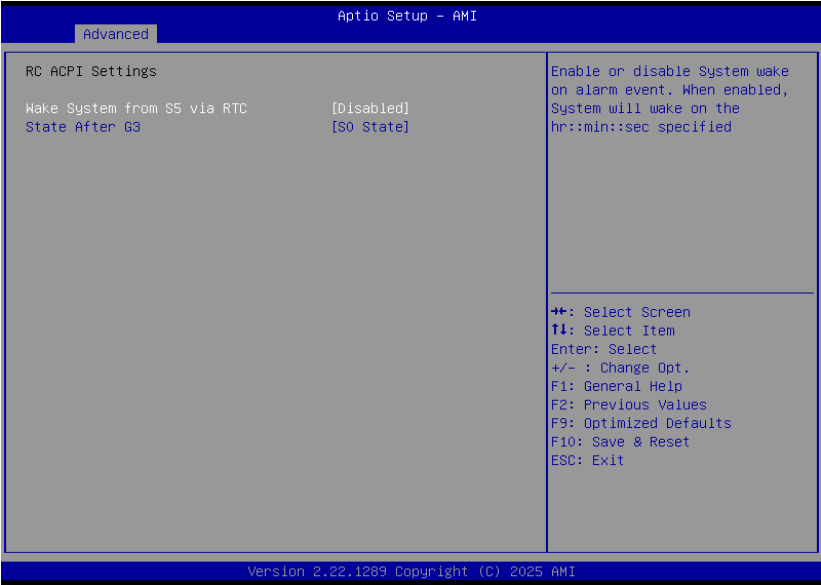 Aptio Setup - AMI
Advanced
RC ACPI Settings
Wake System from S5 via RTC [Disabled]
State After G3 [S0 State]
Enable or disable System wake
on alarm event. When enabled,
System will wake on the
hr::min::sec specified
→←: Select Screen
↑↓: Select Item
Enter: Select
+/- : Change Opt.
F1: General Help
F2: Previous Values
F9: Optimized Defaults
F10: Save & Reset
ESC: Exit
Version 2.22.1289 Copyright (C) 2025 AMI